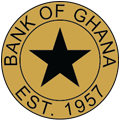 BANK OF GHANA
EST. 1957